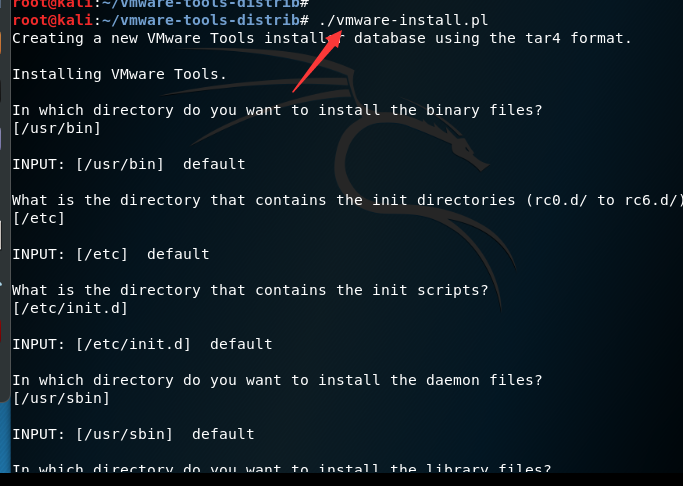 root@kali:~/vmware-tools-distrib#
root@kali:~/vmware-tools-distrib# ./vmware-install.pl
Creating a new VMware Tools installer database using the tar4 format.
Installing VMware Tools.
In which directory do you want to install the binary files?
[/usr/bin]
INPUT: [/usr/bin]  default
What is the directory that contains the init directories (rc0.d/ to rc6.d/)
[/etc]
INPUT: [/etc]  default
What is the directory that contains the init scripts?
[/etc/init.d]
INPUT: [/etc/init.d]  default
In which directory do you want to install the daemon files?
[/usr/sbin]
INPUT: [/usr/sbin]  default
In which directory do you want to install the library files?